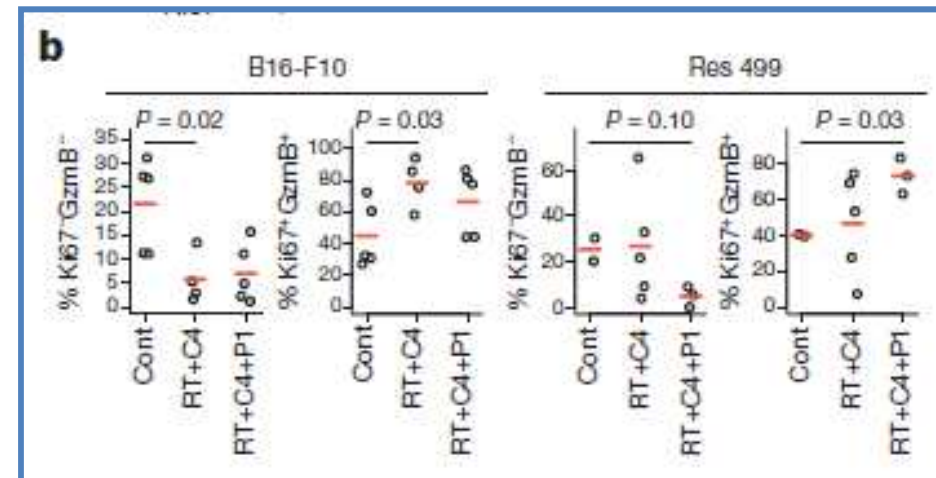 b
B16-F10
Res 499
% Ki67⁻GzmB⁻
P = 0.02
35
30
25
20
15
10
5
0
Cont
RT+C4
RT+C4+P1
% Ki67⁺GzmB⁺
P = 0.03
100
80
60
40
20
0
Cont
RT+C4
RT+C4+P1
% Ki67⁻GzmB⁻
P = 0.10
60
40
20
0
Cont
RT+C4
RT+C4+P1
% Ki67⁺GzmB⁺
P = 0.03
80
60
40
20
0
Cont
RT+C4
RT+C4+P1